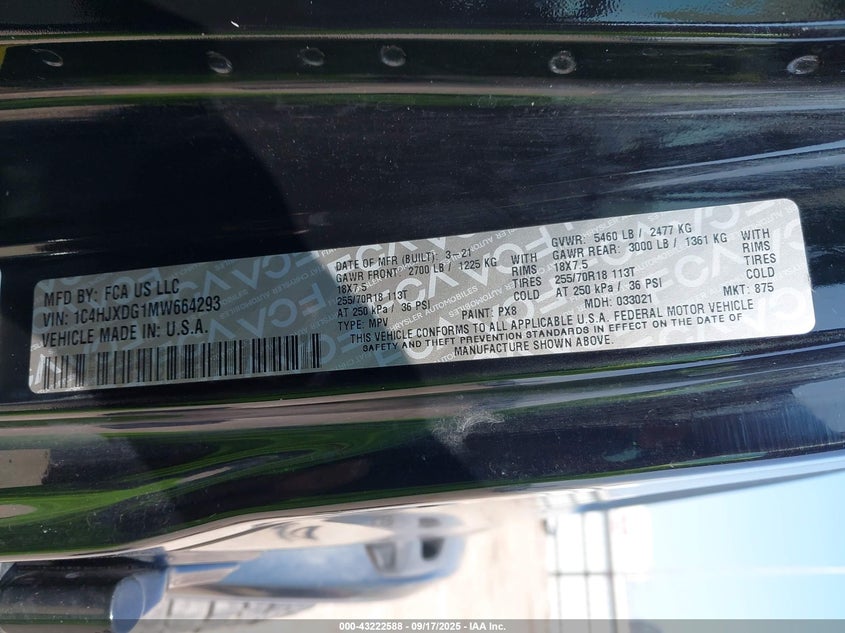 MFD BY: FCA US LLC
VIN: 1C4HJXDG1MW664293
VEHICLE MADE IN: U.S.A.
DATE OF MFR (BUILT): 3-21
GAWR FRONT: 2700 LB / 1225 KG WITH
18X7.5 RIMS
255/70R18 113T TIRES
AT 250 kPa / 36 PSI COLD
TYPE: MPV PAINT: PX8
GVWR: 5460 LB / 2477 KG
GAWR REAR: 3000 LB / 1361 KG WITH
18X7.5 RIMS
255/70R18 113T TIRES
AT 250 kPa / 36 PSI COLD
MDH: 033021 MKT: 875
THIS VEHICLE CONFORMS TO ALL APPLICABLE U.S.A. FEDERAL MOTOR VEHICLE
SAFETY AND THEFT PREVENTION STANDARDS IN EFFECT ON THE DATE OF
MANUFACTURE SHOWN ABOVE.
FCA
000-43222588 - 09/17/2025 - IAA Inc.